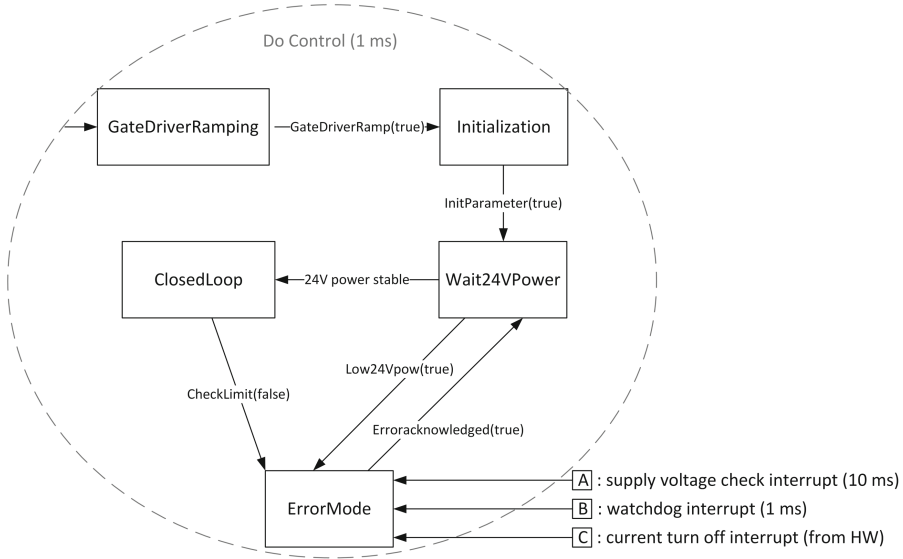 Do Control (1 ms)
GateDriverRamping
GateDriverRamp(true)
Initialization
InitParameter(true)
ClosedLoop
24V power stable
Wait24VPower
Low24Vpow(true)
CheckLimit(false)
Erroracknowledged(true)
ErrorMode
A : supply voltage check interrupt (10 ms)
B : watchdog interrupt (1 ms)
C : current turn off interrupt (from HW)